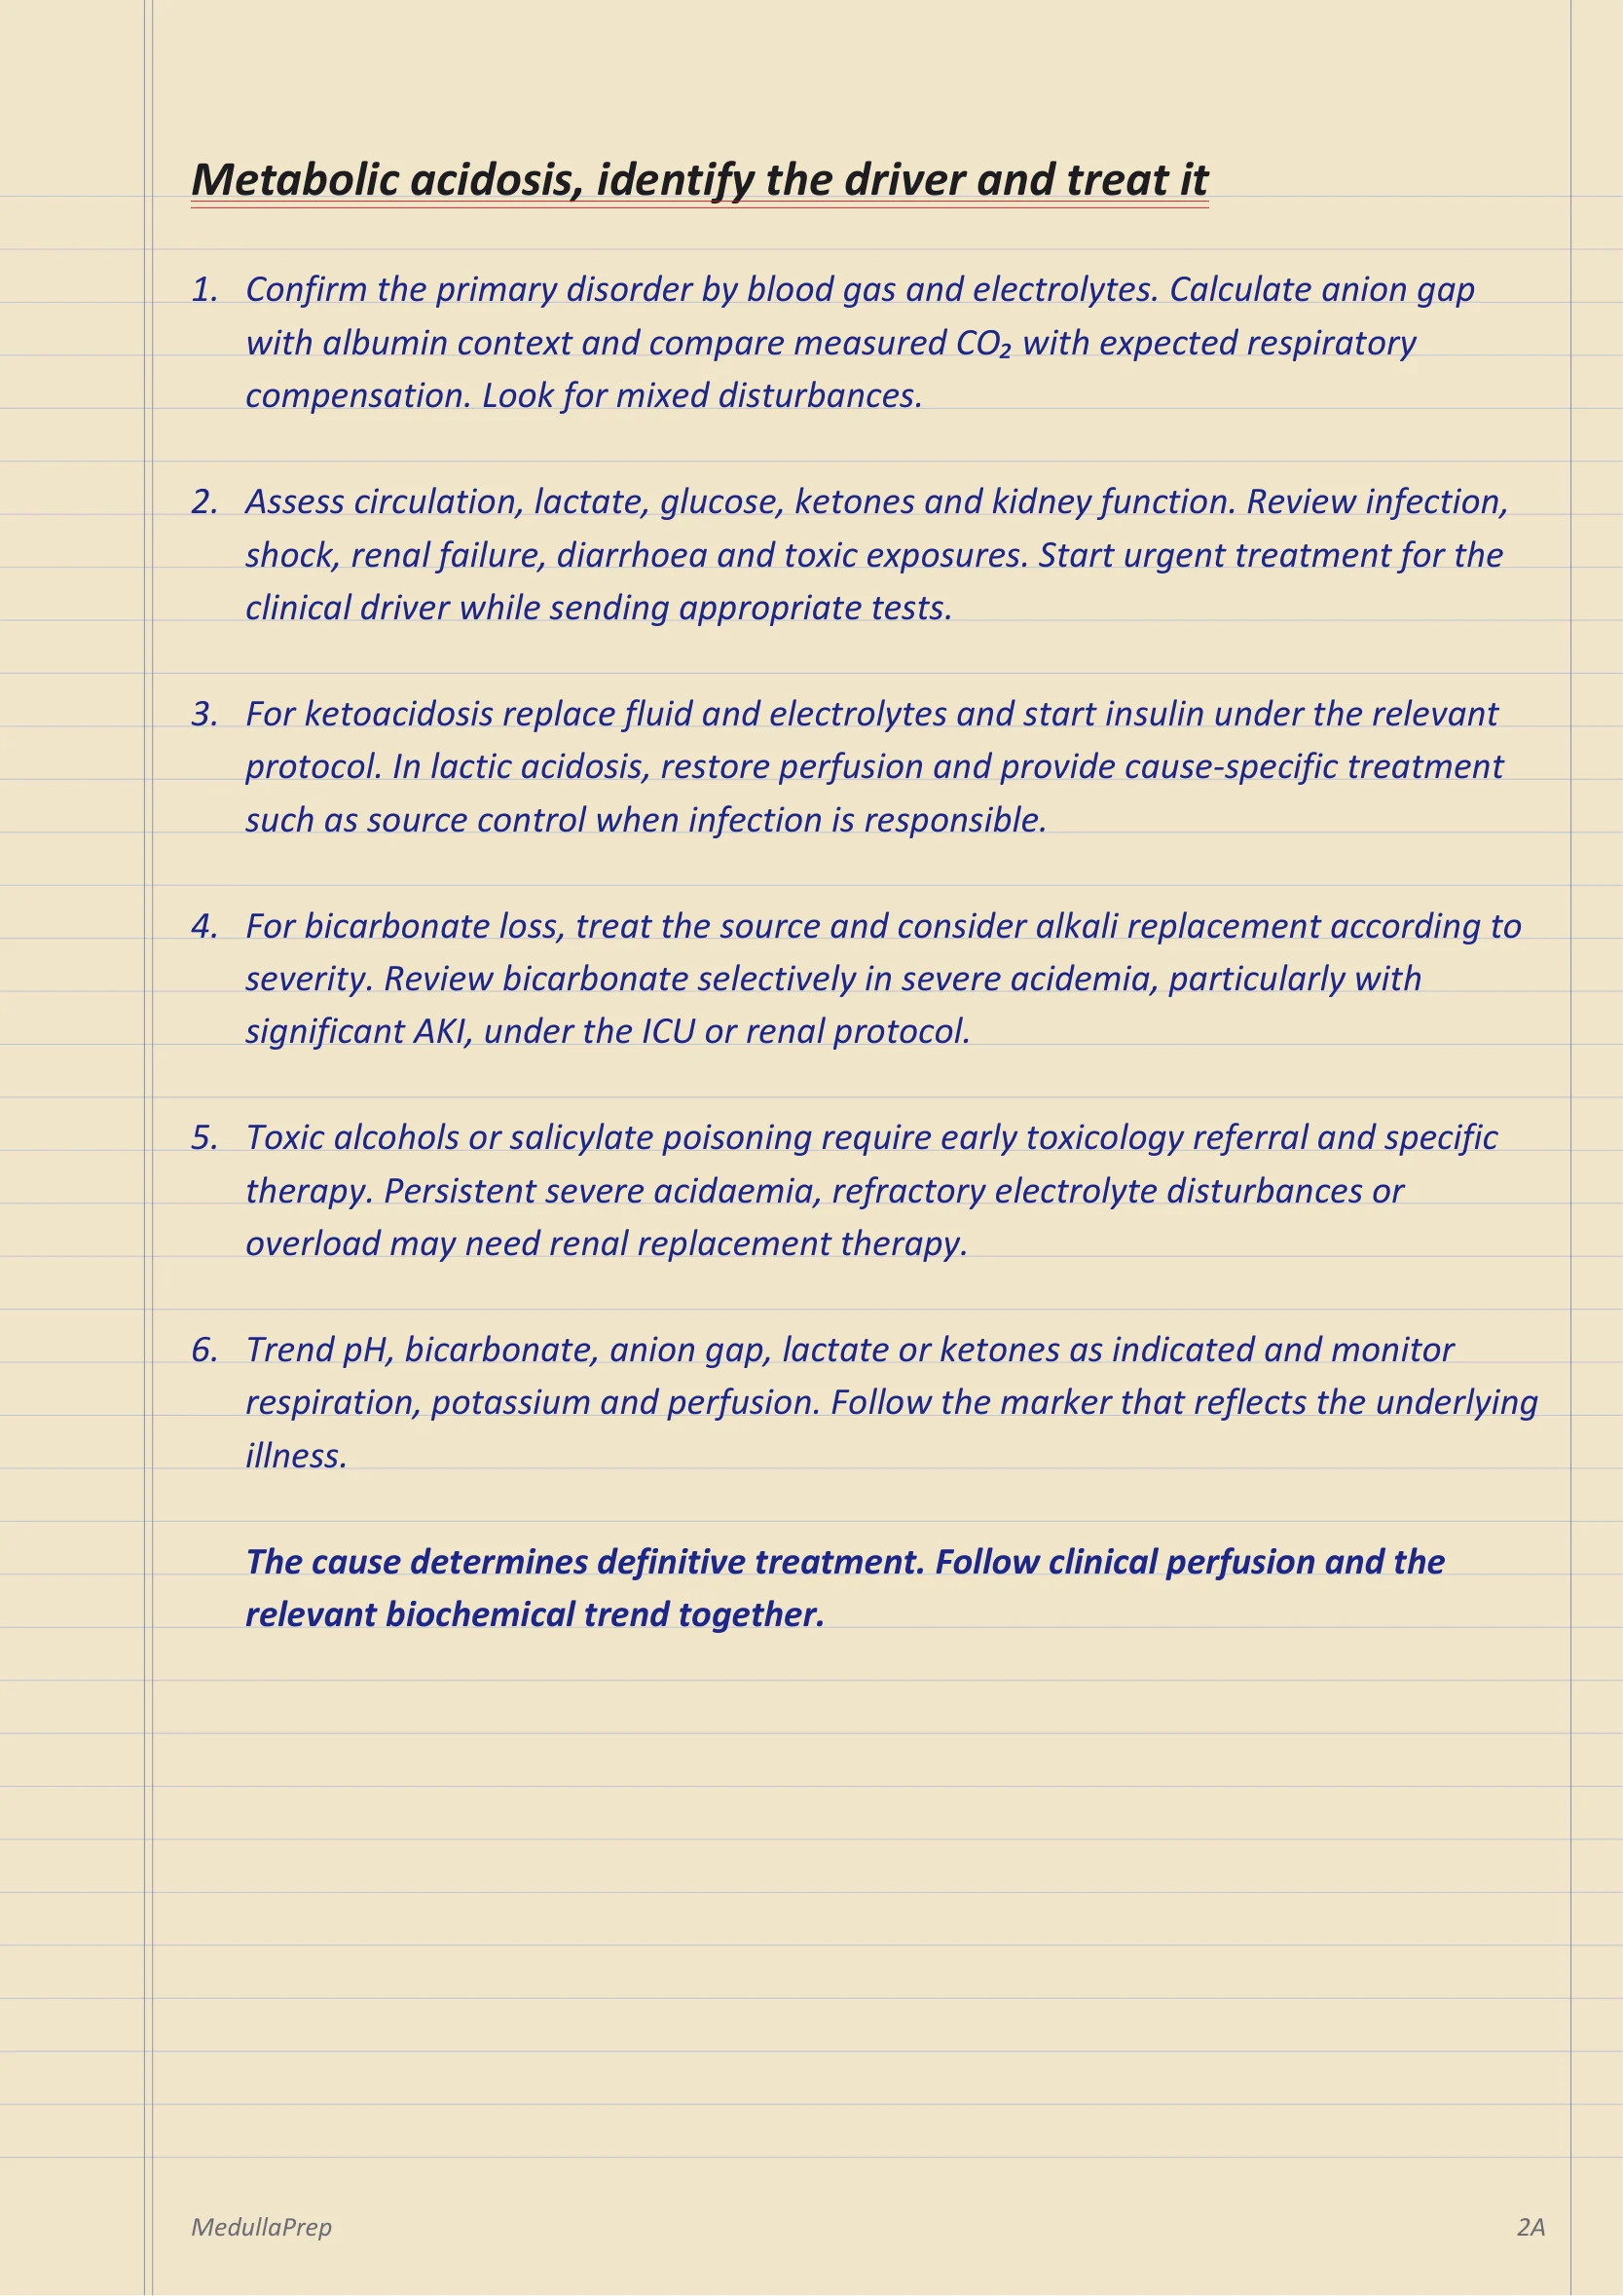 Metabolic acidosis, identify the driver and treat it
1. Confirm the primary disorder by blood gas and electrolytes. Calculate anion gap
with albumin context and compare measured CO₂ with expected respiratory
compensation. Look for mixed disturbances.
2. Assess circulation, lactate, glucose, ketones and kidney function. Review infection,
shock, renal failure, diarrhoea and toxic exposures. Start urgent treatment for the
clinical driver while sending appropriate tests.
3. For ketoacidosis replace fluid and electrolytes and start insulin under the relevant
protocol. In lactic acidosis, restore perfusion and provide cause-specific treatment
such as source control when infection is responsible.
4. For bicarbonate loss, treat the source and consider alkali replacement according to
severity. Review bicarbonate selectively in severe acidemia, particularly with
significant AKI, under the ICU or renal protocol.
5. Toxic alcohols or salicylate poisoning require early toxicology referral and specific
therapy. Persistent severe acidaemia, refractory electrolyte disturbances or
overload may need renal replacement therapy.
6. Trend pH, bicarbonate, anion gap, lactate or ketones as indicated and monitor
respiration, potassium and perfusion. Follow the marker that reflects the underlying
illness.
The cause determines definitive treatment. Follow clinical perfusion and the
relevant biochemical trend together.
MedullaPrep
2A